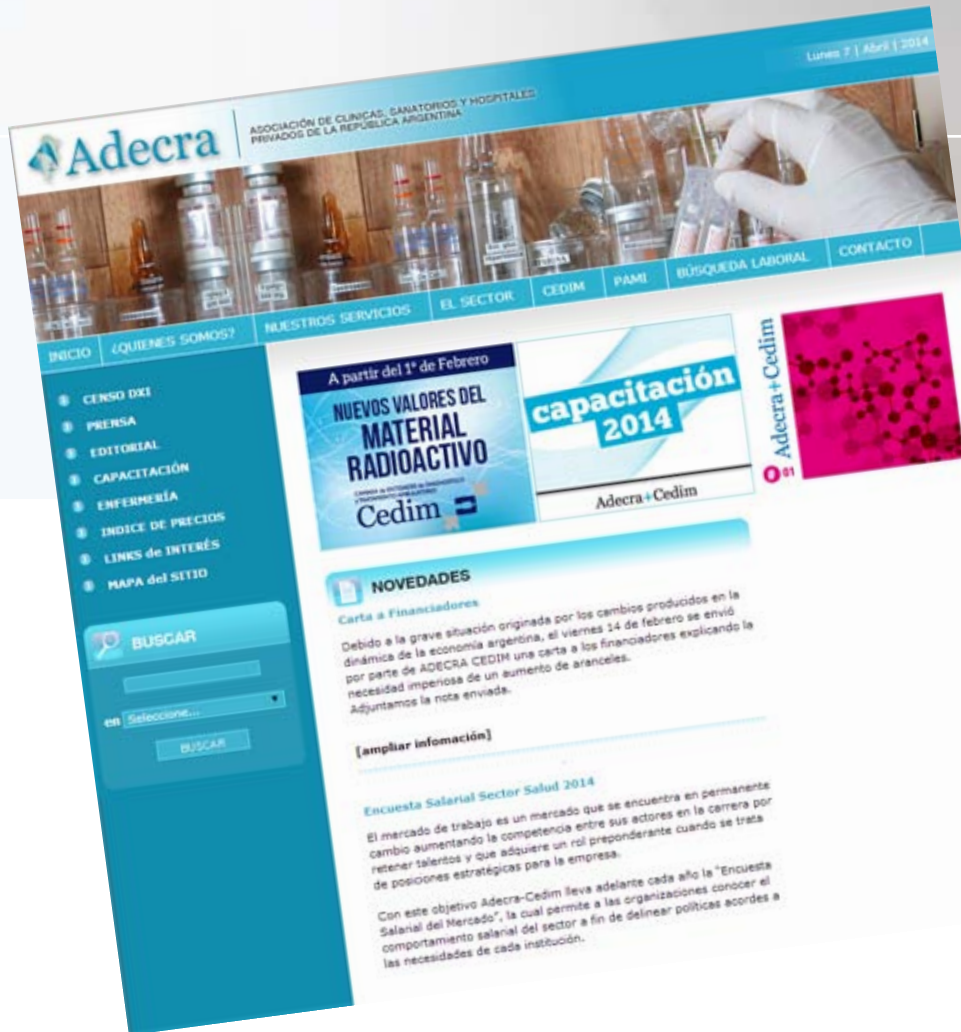 Lunes 7 | Abril | 2014
Adecra
ASOCIACIÓN DE CLINICAS, SANATORIOS Y HOSPITALES
PRIVADOS DE LA REPÚBLICA ARGENTINA
INICIO
¿QUIENES SOMOS?
NUESTROS SERVICIOS
EL SECTOR
CEDIM
PAMI
BÚSQUEDA LABORAL
CONTACTO
CENSO DXI
PRENSA
EDITORIAL
CAPACITACIÓN
ENFERMERÍA
INDICE DE PRECIOS
LINKS de INTERÉS
MAPA del SITIO
BUSCAR
en Seleccione...
BUSCAR
A partir del 1º de Febrero
NUEVOS VALORES DEL
MATERIAL
RADIOACTIVO
Cedim
capacitación
2014
Adecra+Cedim
Adecra+Cedim
01
NOVEDADES
Carta a Financiadores
Debido a la grave situación originada por los cambios producidos en la
dinámica de la economía argentina, el viernes 14 de febrero se envió
por parte de ADECRA CEDIM una carta a los financiadores explicando la
necesidad imperiosa de un aumento de aranceles.
Adjuntamos la nota enviada.
[ampliar infomación]
Encuesta Salarial Sector Salud 2014
El mercado de trabajo es un mercado que se encuentra en permanente
cambio aumentando la competencia entre sus actores en la carrera por
retener talentos y que adquiere un rol preponderante cuando se trata
de posiciones estratégicas para la empresa.
Con este objetivo Adecra-Cedim lleva adelante cada año la "Encuesta
Salarial del Mercado", la cual permite a las organizaciones conocer el
comportamiento salarial del sector a fin de delinear políticas acordes a
las necesidades de cada institución.